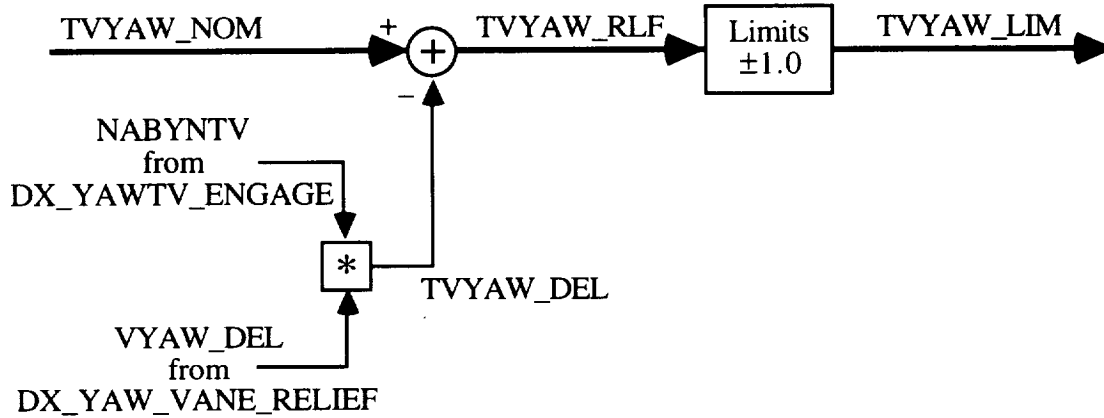 TVYAW_NOM
+
+
−
TVYAW_RLF
Limits
±1.0
TVYAW_LIM
NABYNTV
from
DX_YAWTV_ENGAGE
*
TVYAW_DEL
VYAW_DEL
from
DX_YAW_VANE_RELIEF